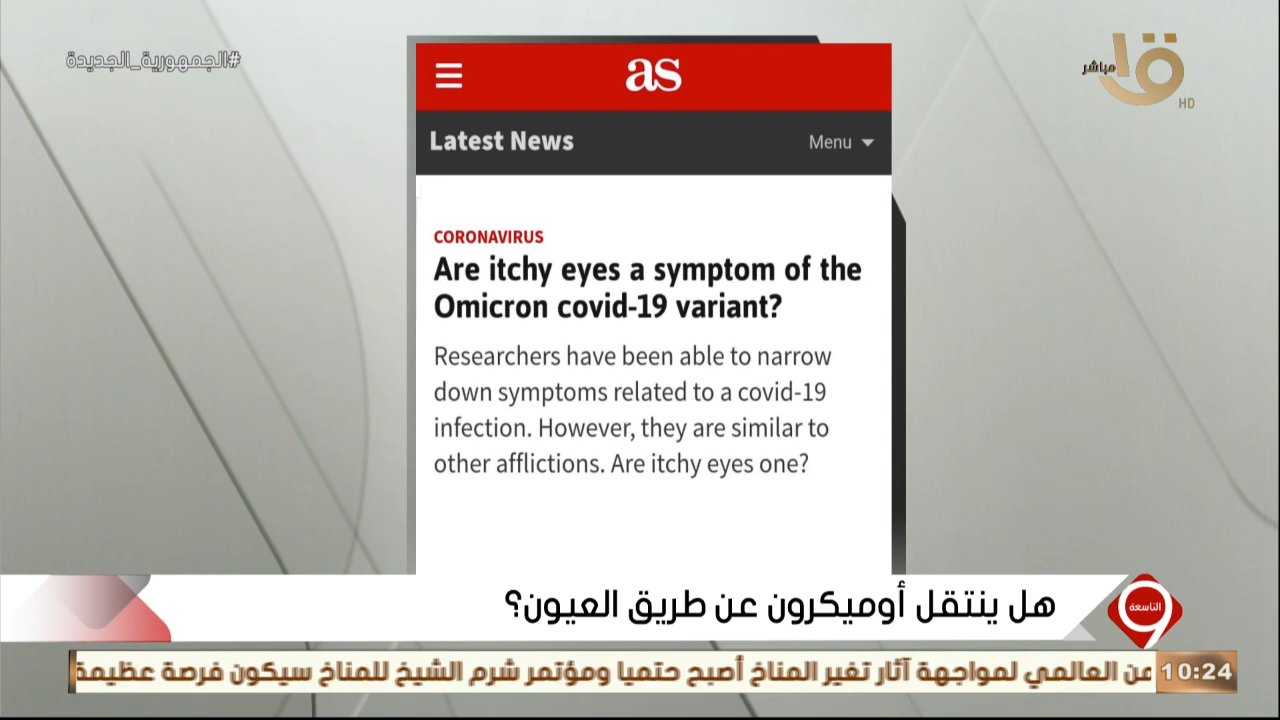 #الجمهورية_الجديدة
مباشر
HD
as
Latest News
Menu
CORONAVIRUS
Are itchy eyes a symptom of the
Omicron covid-19 variant?
Researchers have been able to narrow
down symptoms related to a covid-19
infection. However, they are similar to
other afflictions. Are itchy eyes one?
هل ينتقل أوميكرون عن طريق العيون؟
التاسعة
9
العالمي لمواجهة آثار تغير المناخ أصبح حتميا ومؤتمر شرم الشيخ للمناخ سيكون فرصة عظيمة
10:24